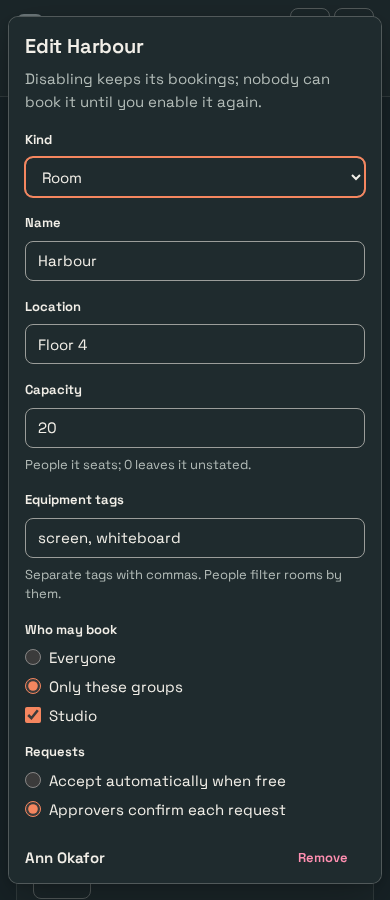 Edit Harbour
Disabling keeps its bookings; nobody can
book it until you enable it again.
Kind
Room
Name
Harbour
Location
Floor 4
Capacity
20
People it seats; 0 leaves it unstated.
Equipment tags
screen, whiteboard
Separate tags with commas. People filter rooms by
them.
Who may book
Everyone
Only these groups
Studio
Requests
Accept automatically when free
Approvers confirm each request
Ann Okafor
Remove